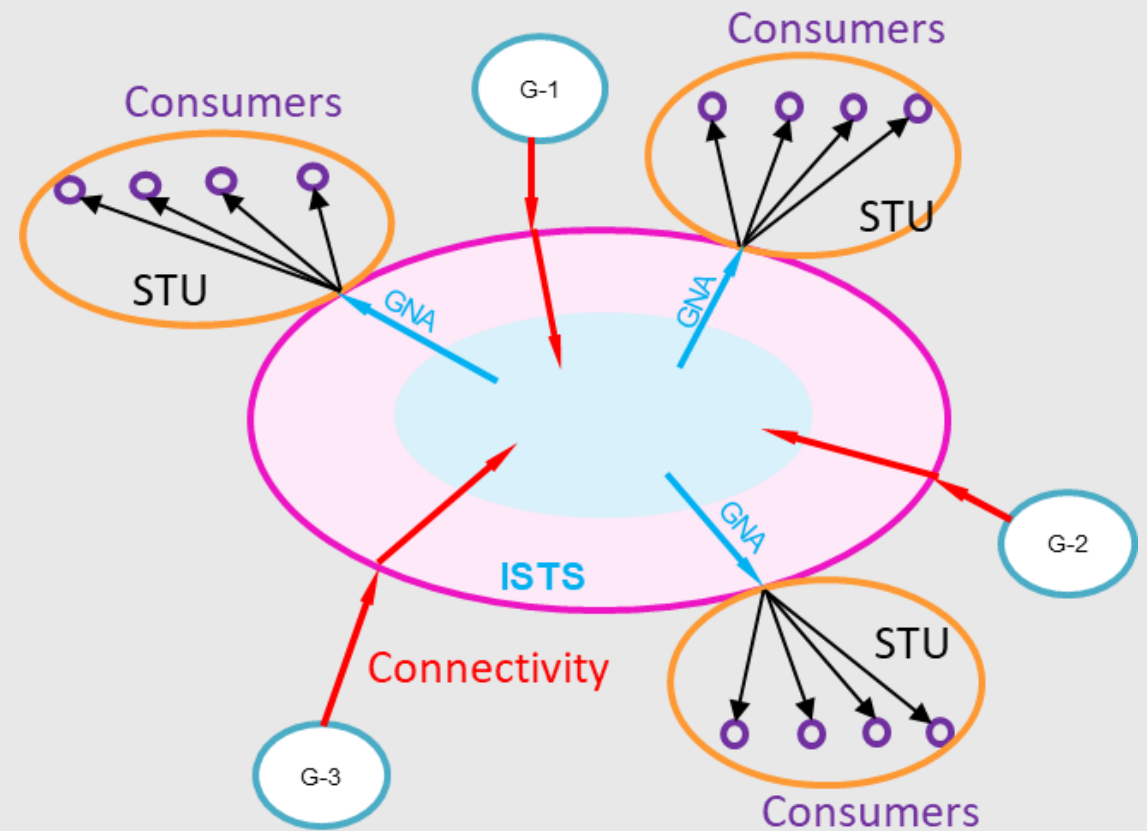 Consumers
G-1
Consumers
STU
STU
GNA
GNA
GNA
ISTS
G-2
STU
Connectivity
G-3
Consumers